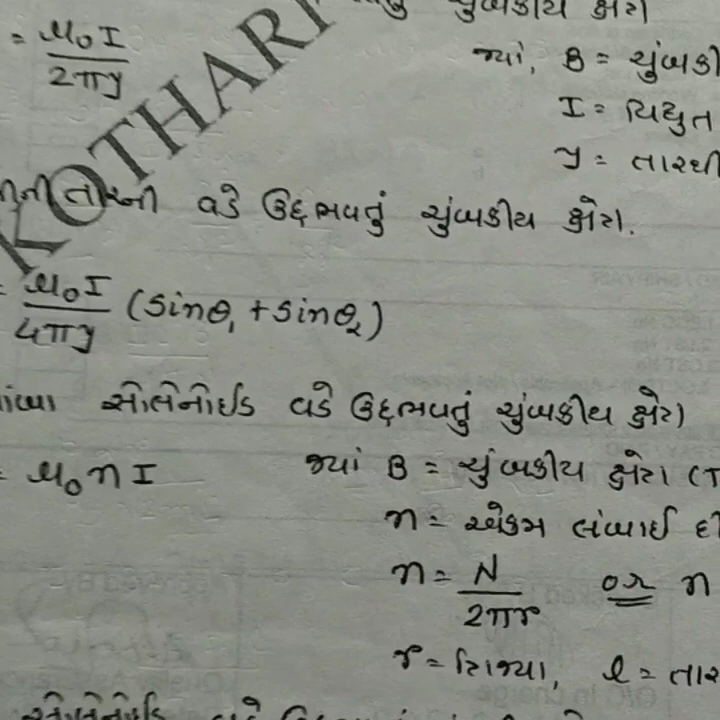 ચુંબકીય ક્ષેત્ર
= μ₀I / 2πy
જ્યાં, B = ચુંબકી
I = વિદ્યુત
y = તારથી
KOTHARI
તારની વડે ઉદ્દભવતું ચુંબકીય ક્ષેત્ર.
= μ₀I / 4πy (sinθ₁ + sinθ₂)
લાંબા સોલેનોઈડ વડે ઉદ્દભવતું ચુંબકીય ક્ષેત્ર)
= μ₀nI જ્યાં B = ચુંબકીય ક્ષેત્ર (T
n = એકમ લંબાઈ દી
n = N / 2πr or n
r = ત્રિજ્યા, l = તાર